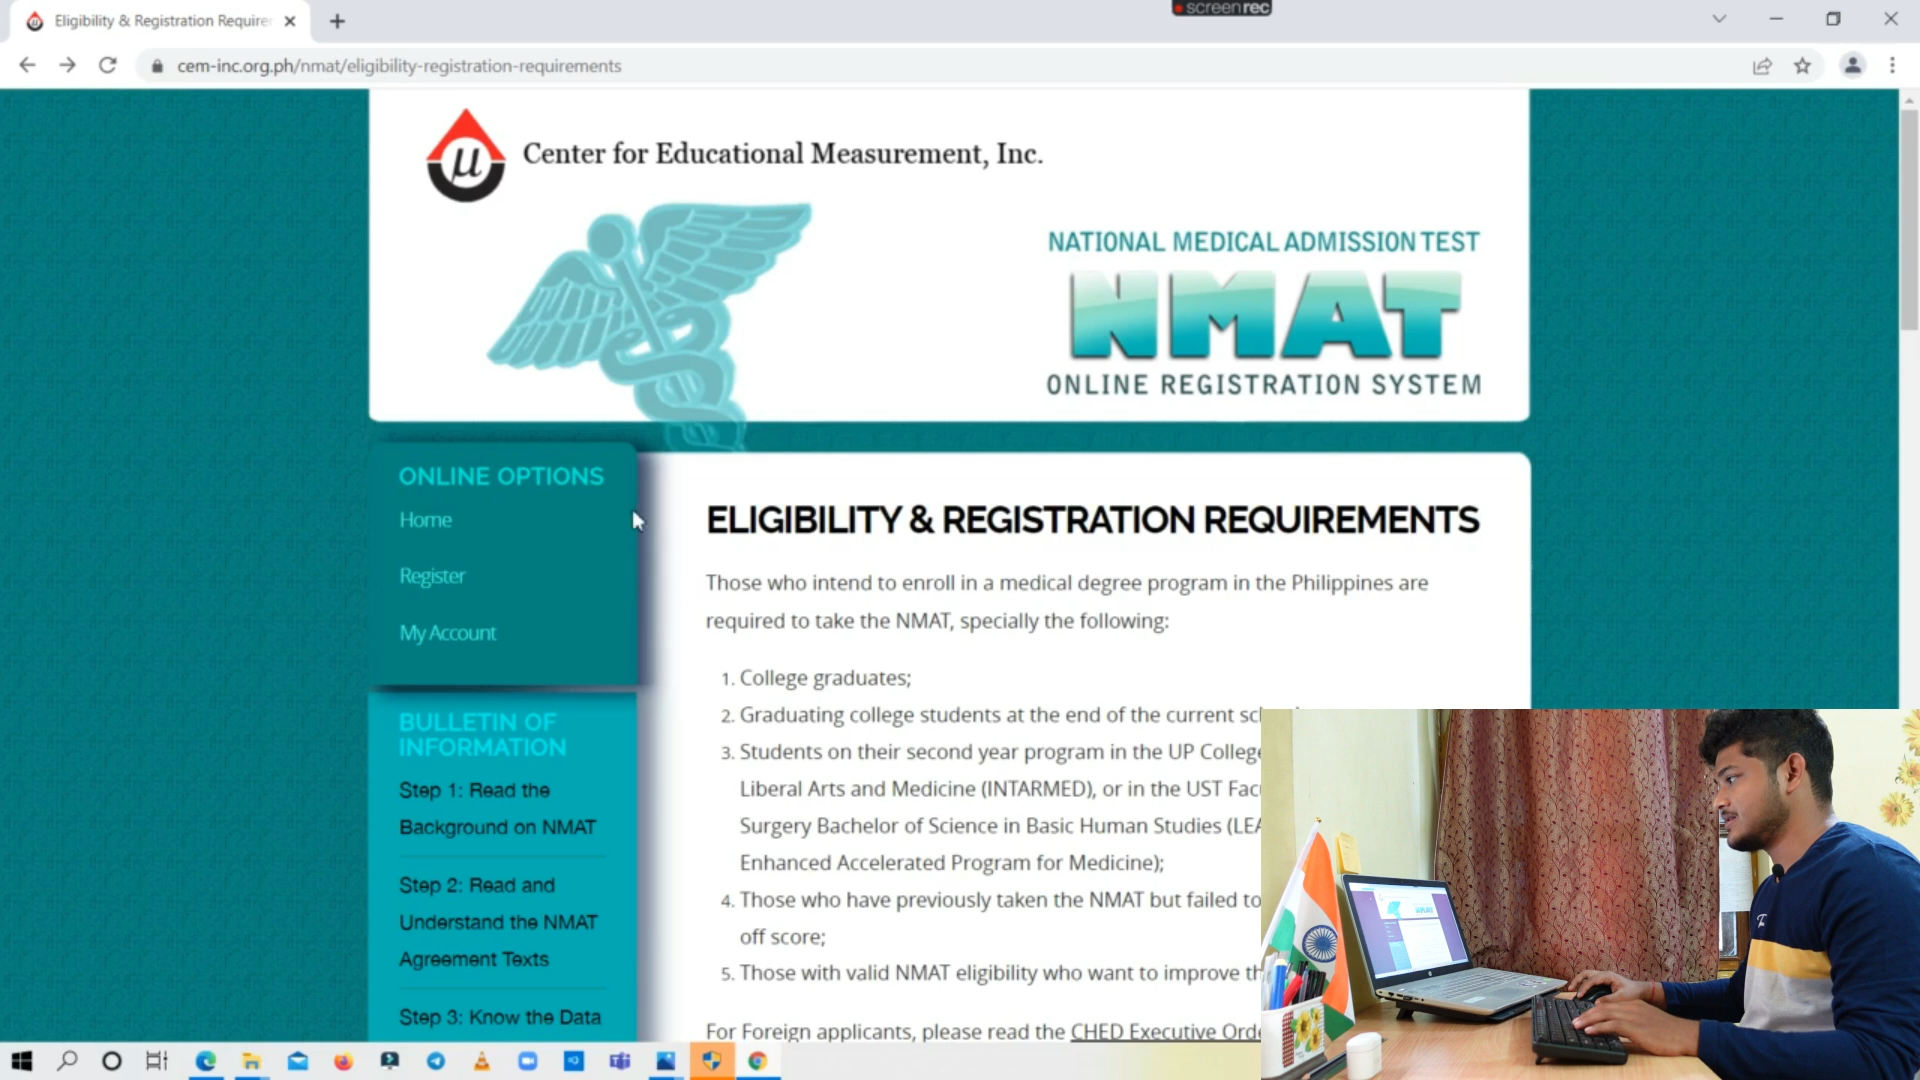 screenrec
Eligibility & Registration Require
cem-inc.org.ph/nmat/eligibility-registration-requirements
µ
Center for Educational Measurement, Inc.
NATIONAL MEDICAL ADMISSION TEST
NMAT
ONLINE REGISTRATION SYSTEM
ONLINE OPTIONS
Home
Register
My Account
BULLETIN OF
INFORMATION
Step 1: Read the
Background on NMAT
Step 2: Read and
Understand the NMAT
Agreement Texts
Step 3: Know the Data
ELIGIBILITY & REGISTRATION REQUIREMENTS
Those who intend to enroll in a medical degree program in the Philippines are
required to take the NMAT, specially the following:
1. College graduates;
2. Graduating college students at the end of the current
3. Students on their second year program in the UP College
Liberal Arts and Medicine (INTARMED), or in the UST
Surgery Bachelor of Science in Basic Human Studies
Enhanced Accelerated Program for Medicine);
4. Those who have previously taken the NMAT but failed to
off score;
5. Those with valid NMAT eligibility who want to improve
For Foreign applicants, please read the CHED Executive